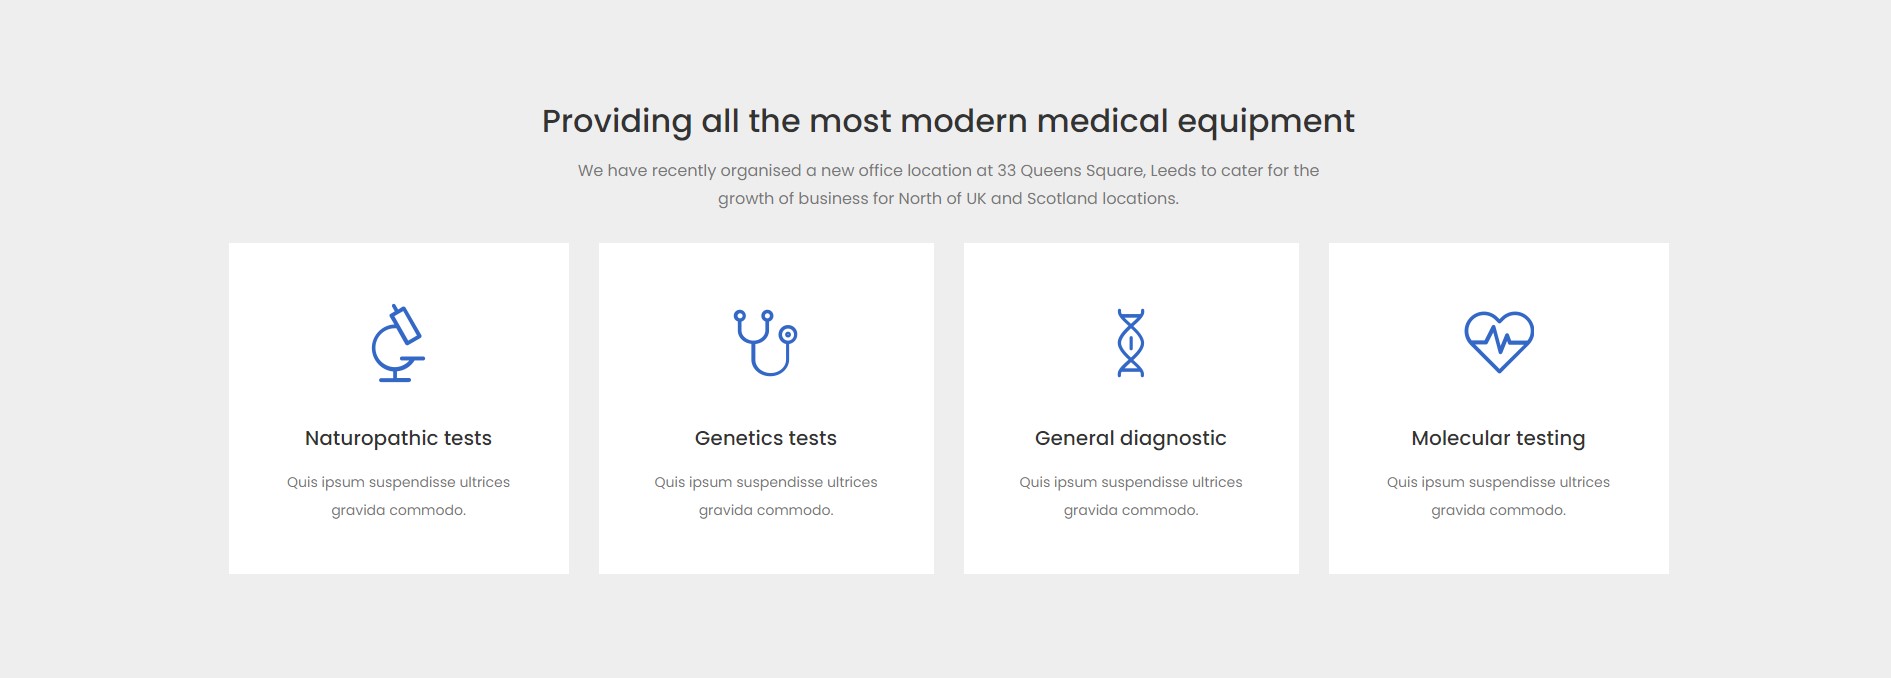 Providing all the most modern medical equipment
We have recently organised a new office location at 33 Queens Square, Leeds to cater for the
growth of business for North of UK and Scotland locations.
Naturopathic tests
Quis ipsum suspendisse ultrices
gravida commodo.
Genetics tests
Quis ipsum suspendisse ultrices
gravida commodo.
General diagnostic
Quis ipsum suspendisse ultrices
gravida commodo.
Molecular testing
Quis ipsum suspendisse ultrices
gravida commodo.